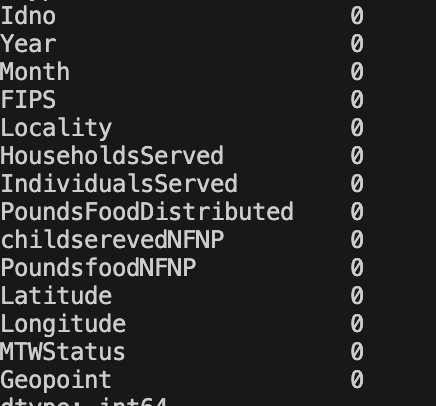 Idno 0
Year 0
Month 0
FIPS 0
Locality 0
HouseholdsServed 0
IndividualsServed 0
PoundsFoodDistributed 0
childserevedNFNP 0
PoundsfoodNFNP 0
Latitude 0
Longitude 0
MTWStatus 0
Geopoint 0
dtype: int64